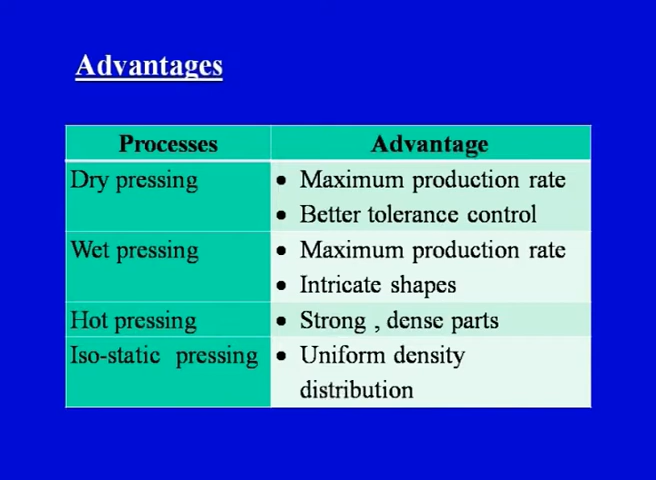 Advantages
Processes Advantage
Dry pressing • Maximum production rate
• Better tolerance control
Wet pressing • Maximum production rate
• Intricate shapes
Hot pressing • Strong , dense parts
Iso-static pressing • Uniform density
distribution